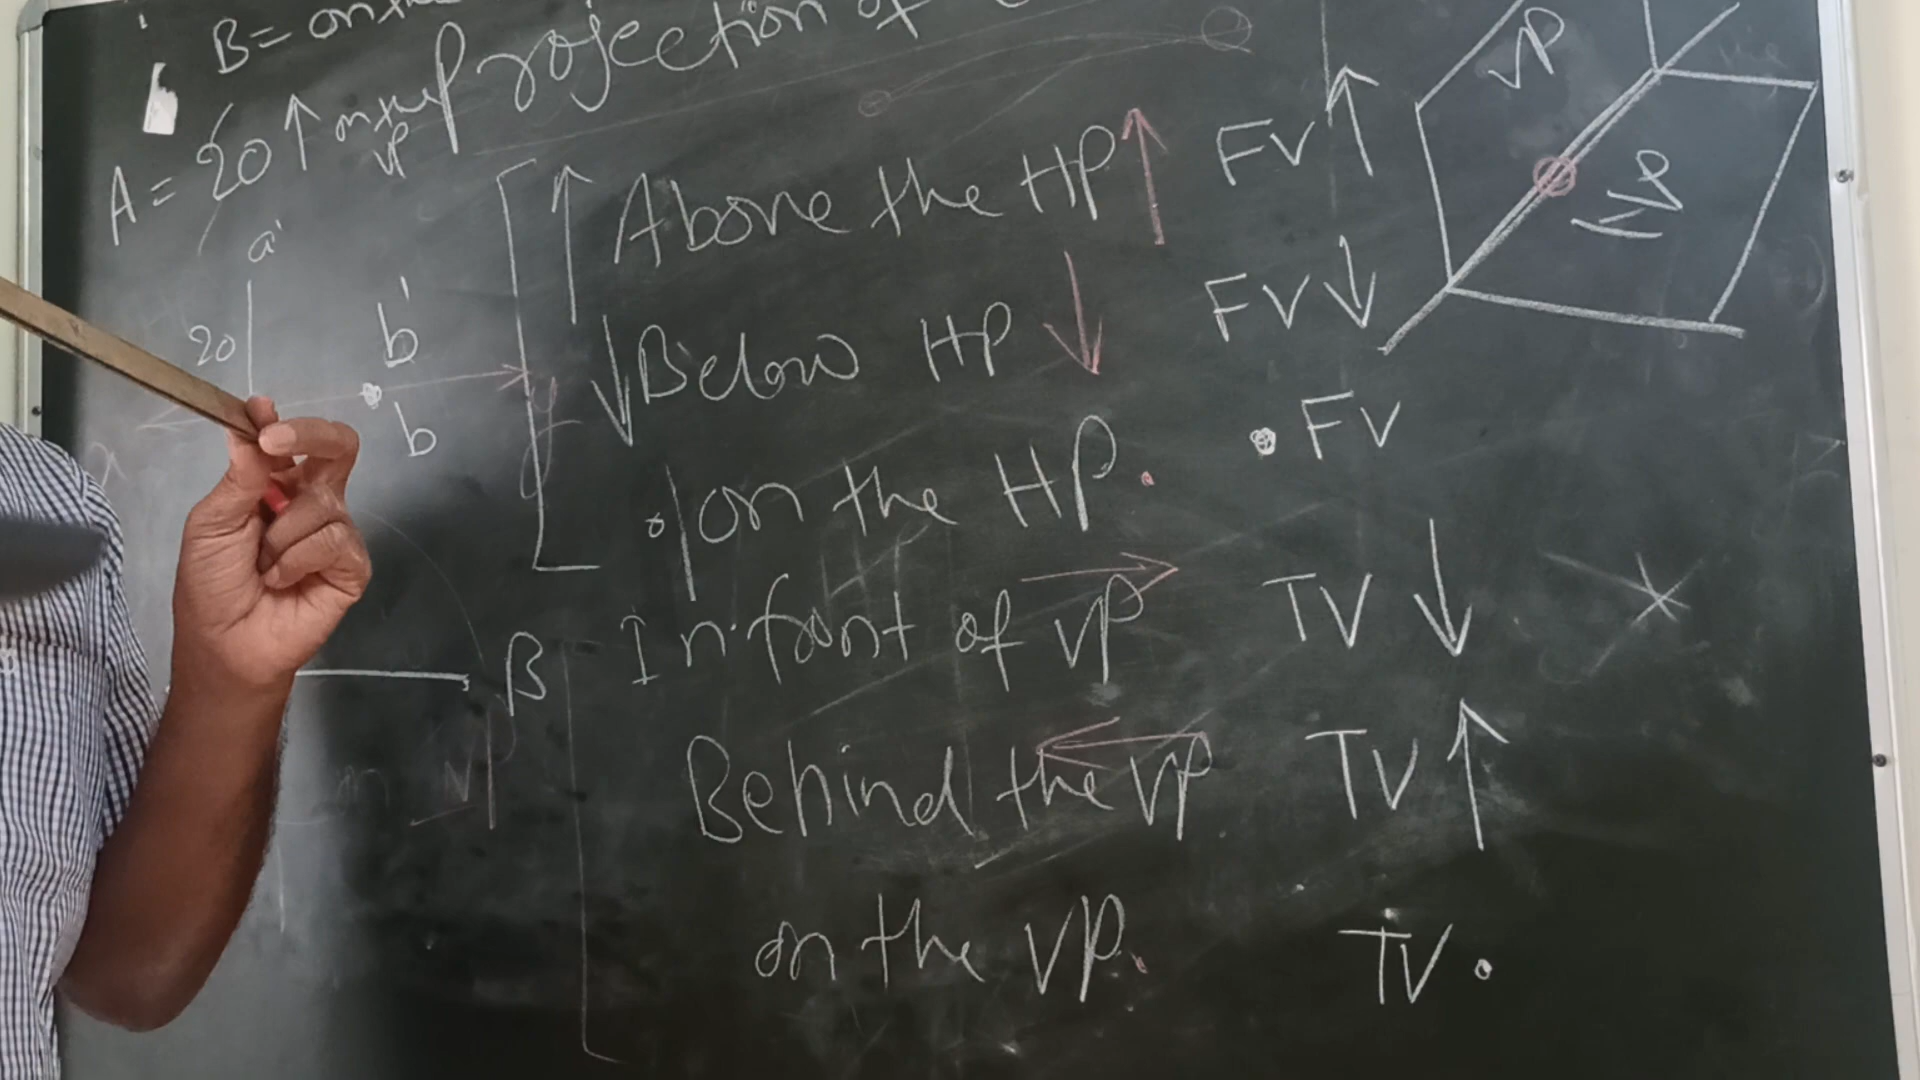 B= on the
Projection of
A= 20 ↑ on the VP
VP
HP
a'
20
b'
b
y
↑ Above the HP ↑ FV ↑
↓ Below HP ↓ FV ↓
on the HP. • FV
B
In front of VP → TV ↓
Behind the VP ← TV ↑
on the VP. TV •